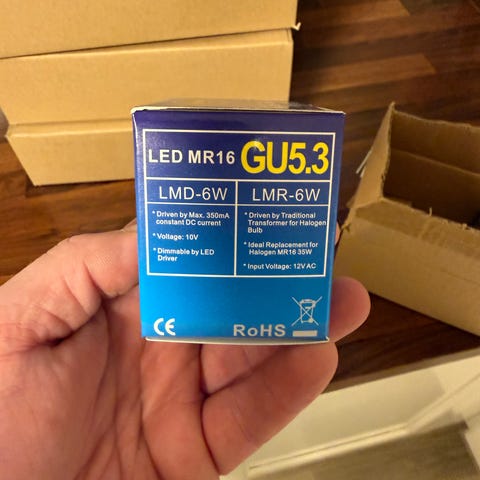 LED MR16 GU5.3
LMD-6W
* Driven by Max. 350mA
constant DC current
* Voltage: 10V
* Dimmable by LED
Driver
LMR-6W
* Driven by Traditional
Transformer for Halogen
Bulb
* Ideal Replacement for
Halogen MR16 35W
* Input Voltage: 12V AC
CE
RoHS